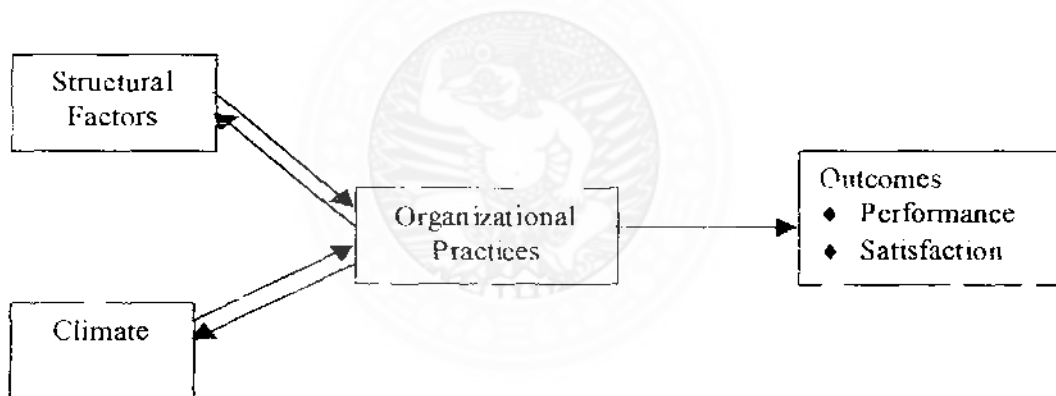 Structural
Factors
Organizational
Practices
Outcomes
♦ Performance
♦ Satisfaction
Climate